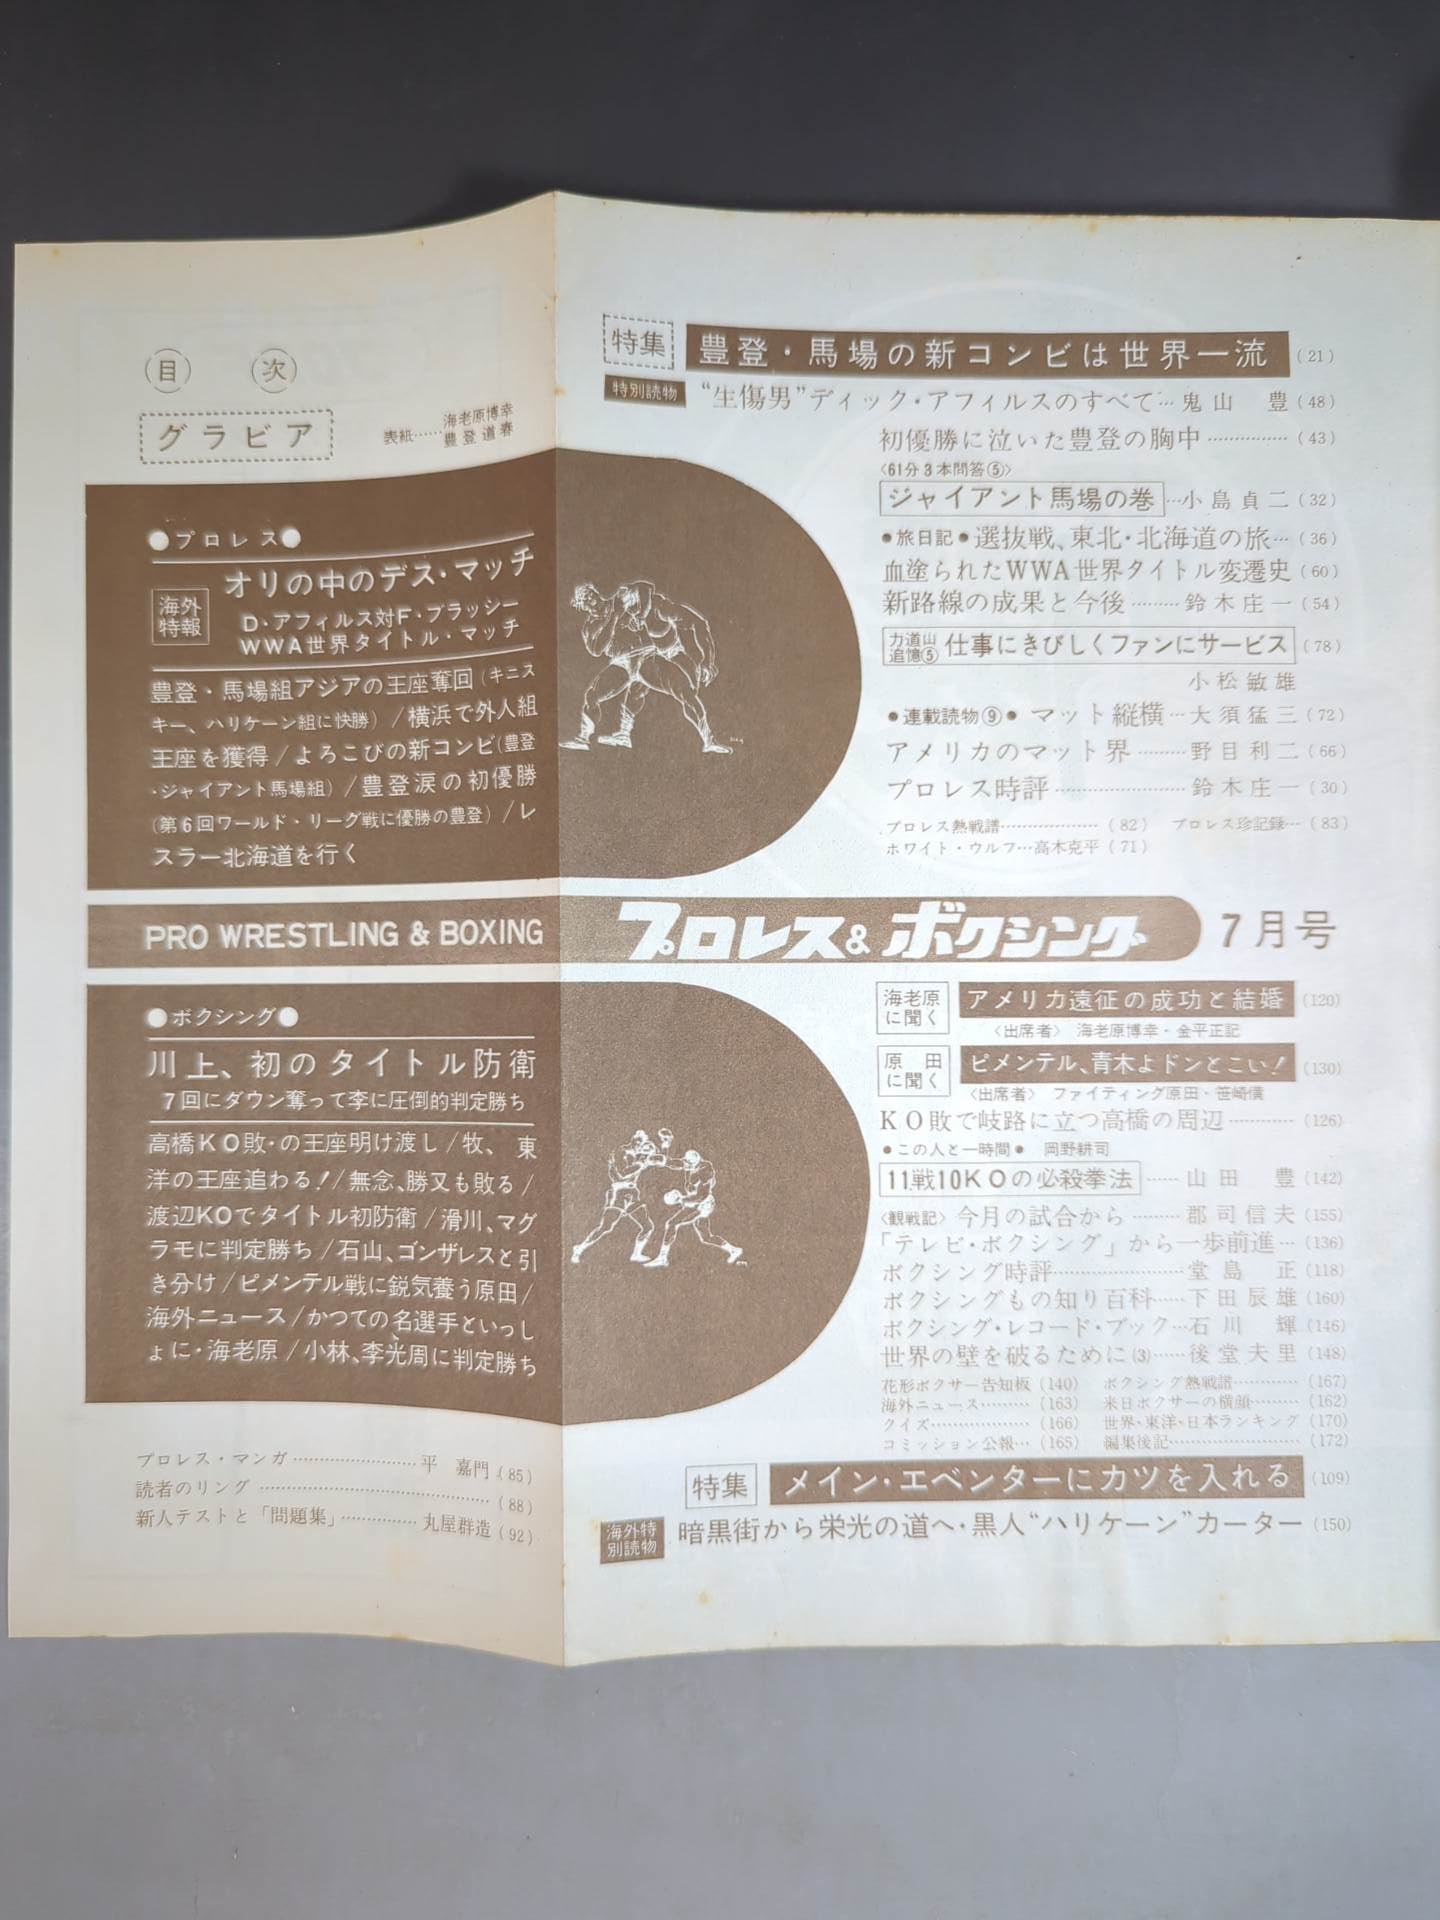 目次
グラビア
表紙……海老原博幸
豊登道春
●プロレス●
海外特報
オリの中のデス・マッチ
D・アフィルス対F・ブラッシー
WWA世界タイトル・マッチ
豊登・馬場組アジアの王座奪回(キニス
キー、ハリケーン組に快勝)/横浜で外人組
王座を獲得/よろこびの新コンビ(豊登
・ジャイアント馬場組)/豊登涙の初優勝
(第6回ワールド・リーグ戦に優勝の豊登)/レ
スラー北海道を行く
特集 豊登・馬場の新コンビは世界一流(21)
特別読物 “生傷男”ディック・アフィルスのすべて…鬼山 豊(48)
初優勝に泣いた豊登の胸中……………(43)
〈61分3本問答⑤〉
ジャイアント馬場の巻…小島貞二(32)
●旅日記●選抜戦、東北・北海道の旅…(36)
血塗られたWWA世界タイトル変遷史(60)
新路線の成果と今後………鈴木庄一(54)
力道山追憶⑤ 仕事にきびしくファンにサービス(78)
小松敏雄
●連載読物⑨●マット縦横…大須猛三(72)
アメリカのマット界………野目利二(66)
プロレス時評…………………鈴木庄一(30)
プロレス熱戦譜………………(82) プロレス珍記録…(83)
ホワイト・ウルフ…高木克平(71)
PRO WRESTLING & BOXING プロレス&ボクシング 7月号
●ボクシング●
川上、初のタイトル防衛
7回にダウン奪って李に圧倒的判定勝ち
高橋KO敗・の王座明け渡し/牧、東
洋の王座追わる!/無念、勝又も敗る/
渡辺KOでタイトル初防衛/滑川、マグ
ラモに判定勝ち/石山、ゴンザレスと引
き分け/ピメンテル戦に鋭気養う原田/
海外ニュース/かつての名選手といっし
ょに・海老原/小林、李光周に判定勝ち
プロレス・マンガ…………………平 嘉門(85)
読者のリング……………………………………(88)
新人テストと「問題集」…………丸屋群造(92)
海老原に聞く アメリカ遠征の成功と結婚(120)
〈出席者〉 海老原博幸・金平正記
原田に聞く ピメンテル、青木よドンとこい!(130)
〈出席者〉 ファイティング原田・笹崎僙
KO敗で岐路に立つ高橋の周辺…………(126)
●この人と一時間● 岡野耕司
11戦10KOの必殺拳法……山田 豊(142)
〈観戦記〉今月の試合から………郡司信夫(155)
「テレビ・ボクシング」から一歩前進…(136)
ボクシング時評…………………堂島 正(118)
ボクシングもの知り百科……下田辰雄(160)
ボクシング・レコード・ブック…石川 輝(146)
世界の壁を破るために(3)……後堂夫里(148)
花形ボクサー告知板(140) ボクシング熱戦譜…………(167)
海外ニュース………(163) 来日ボクサーの横顔………(162)
クイズ…………………(166) 世界・東洋・日本ランキング(170)
コミッション公報…(165) 編集後記……………………(172)
特集 メイン・エベンターにカツを入れる(109)
海外特別読物 暗黒街から栄光の道へ・黒人“ハリケーン”カーター(150)